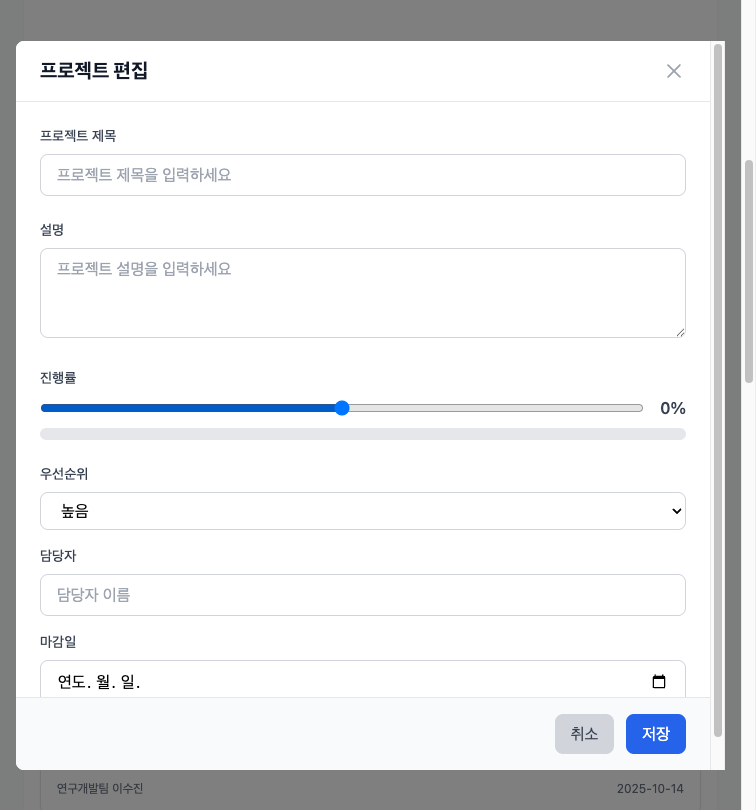 프로젝트 편집
프로젝트 제목
프로젝트 제목을 입력하세요
설명
프로젝트 설명을 입력하세요
진행률
0%
우선순위
높음
담당자
담당자 이름
마감일
연도. 월. 일.
취소
저장
연구개발팀 이수진
2025-10-14